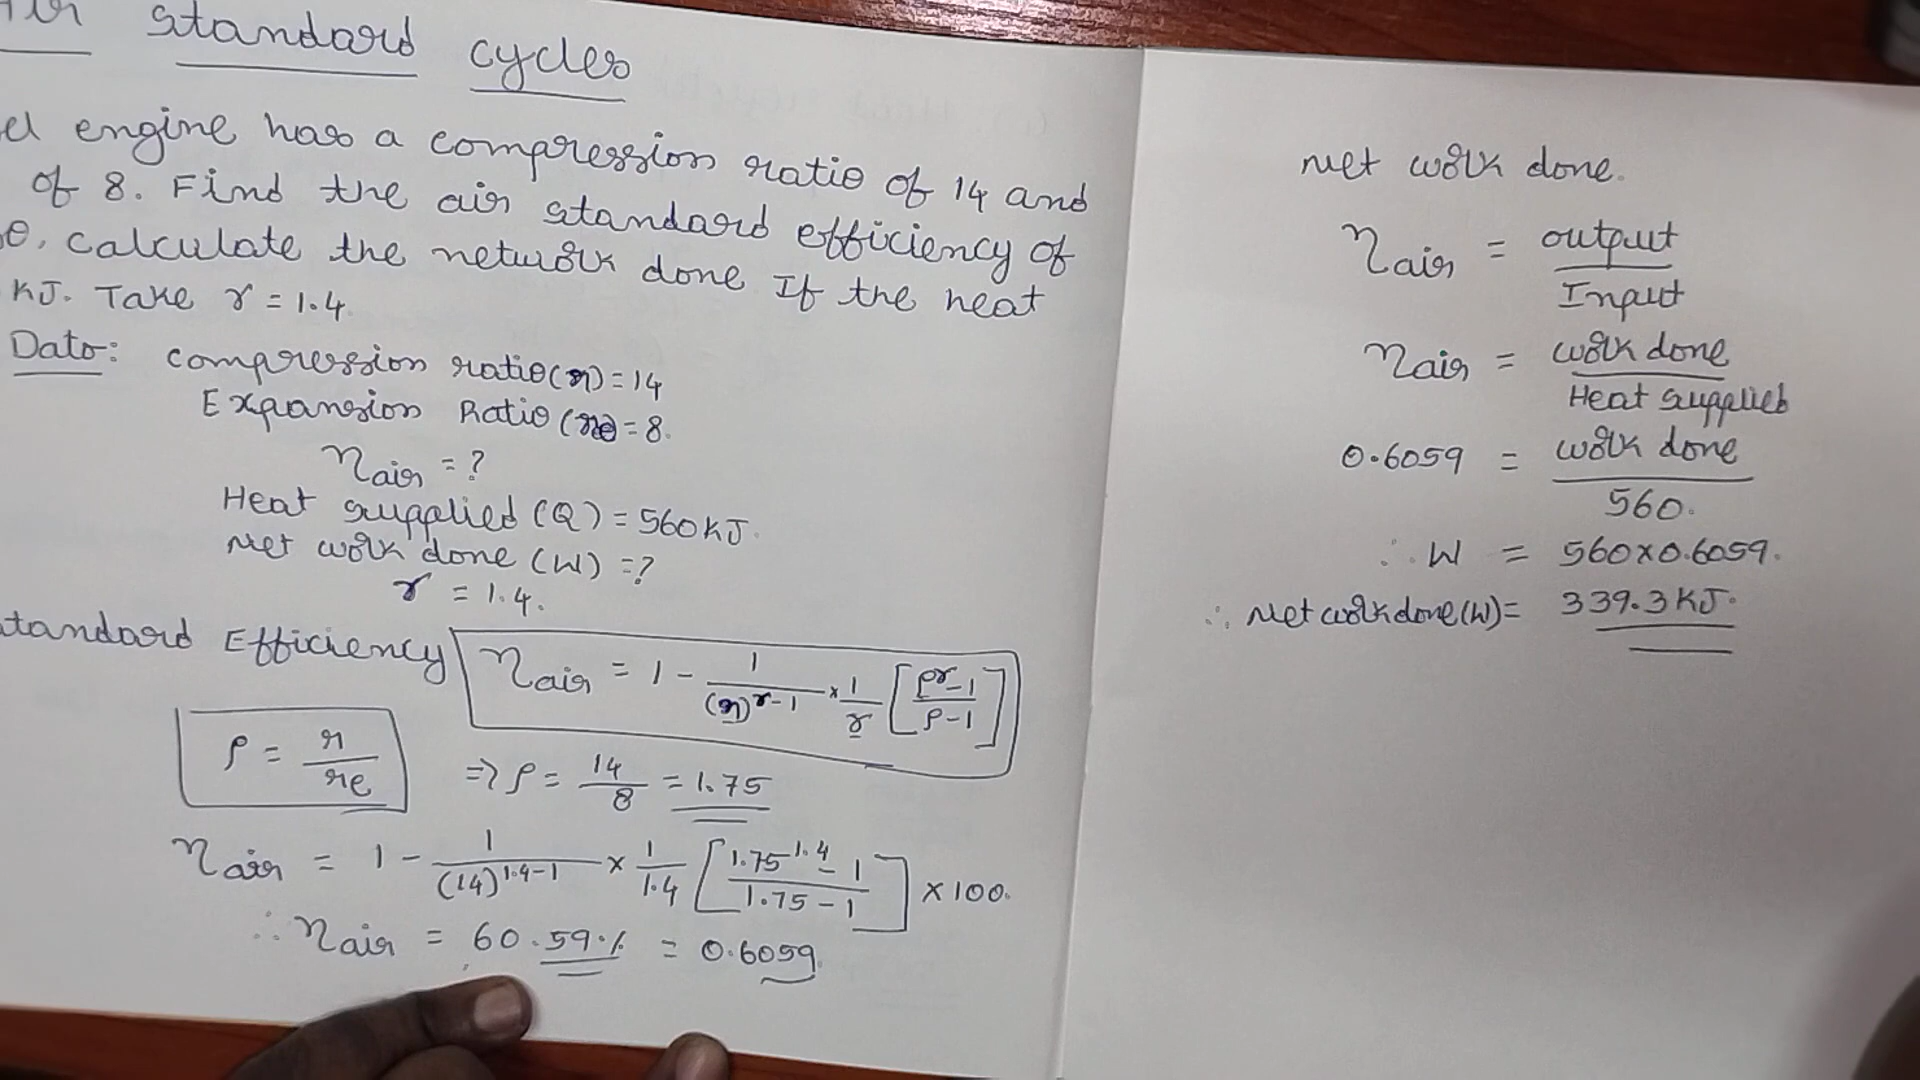 standard cycles
engine has a compression ratio of 14 and
of 8. Find the air standard efficiency of
calculate the network done If the heat
KJ. Take γ = 1.4.
Data: compression ratio (r) = 14
Expansion Ratio (re) = 8.
ηair = ?
Heat supplied (Q) = 560 KJ.
Net work done (W) = ?
γ = 1.4.
tandard Efficiency ηair = 1 - 1/(r)^γ-1 × 1/γ [ρ^γ-1/ρ-1]
ρ = r/re => ρ = 14/8 = 1.75
ηair = 1 - 1/(14)^1.4-1 × 1/1.4 [1.75^1.4 - 1/1.75 - 1] × 100.
∴ ηair = 60.59% = 0.6059.
Net work done.
ηair = output/Input
ηair = work done/Heat supplied
0.6059 = work done/560.
∴ W = 560×0.6059.
∴ Net work done (W) = 339.3 KJ.